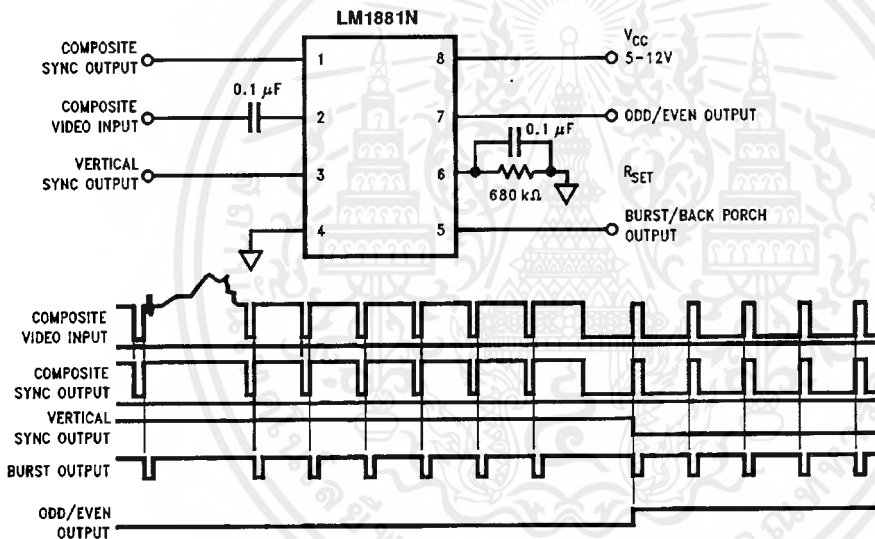 LM1881N
COMPOSITE
SYNC OUTPUT
1
8
VCC
5-12V
0.1 μF
COMPOSITE
VIDEO INPUT
2
7
ODD/EVEN OUTPUT
0.1 μF
VERTICAL
SYNC OUTPUT
3
6
680 kΩ
RSET
4
5
BURST/BACK PORCH
OUTPUT
COMPOSITE
VIDEO INPUT
COMPOSITE
SYNC OUTPUT
VERTICAL
SYNC OUTPUT
BURST OUTPUT
ODD/EVEN
OUTPUT